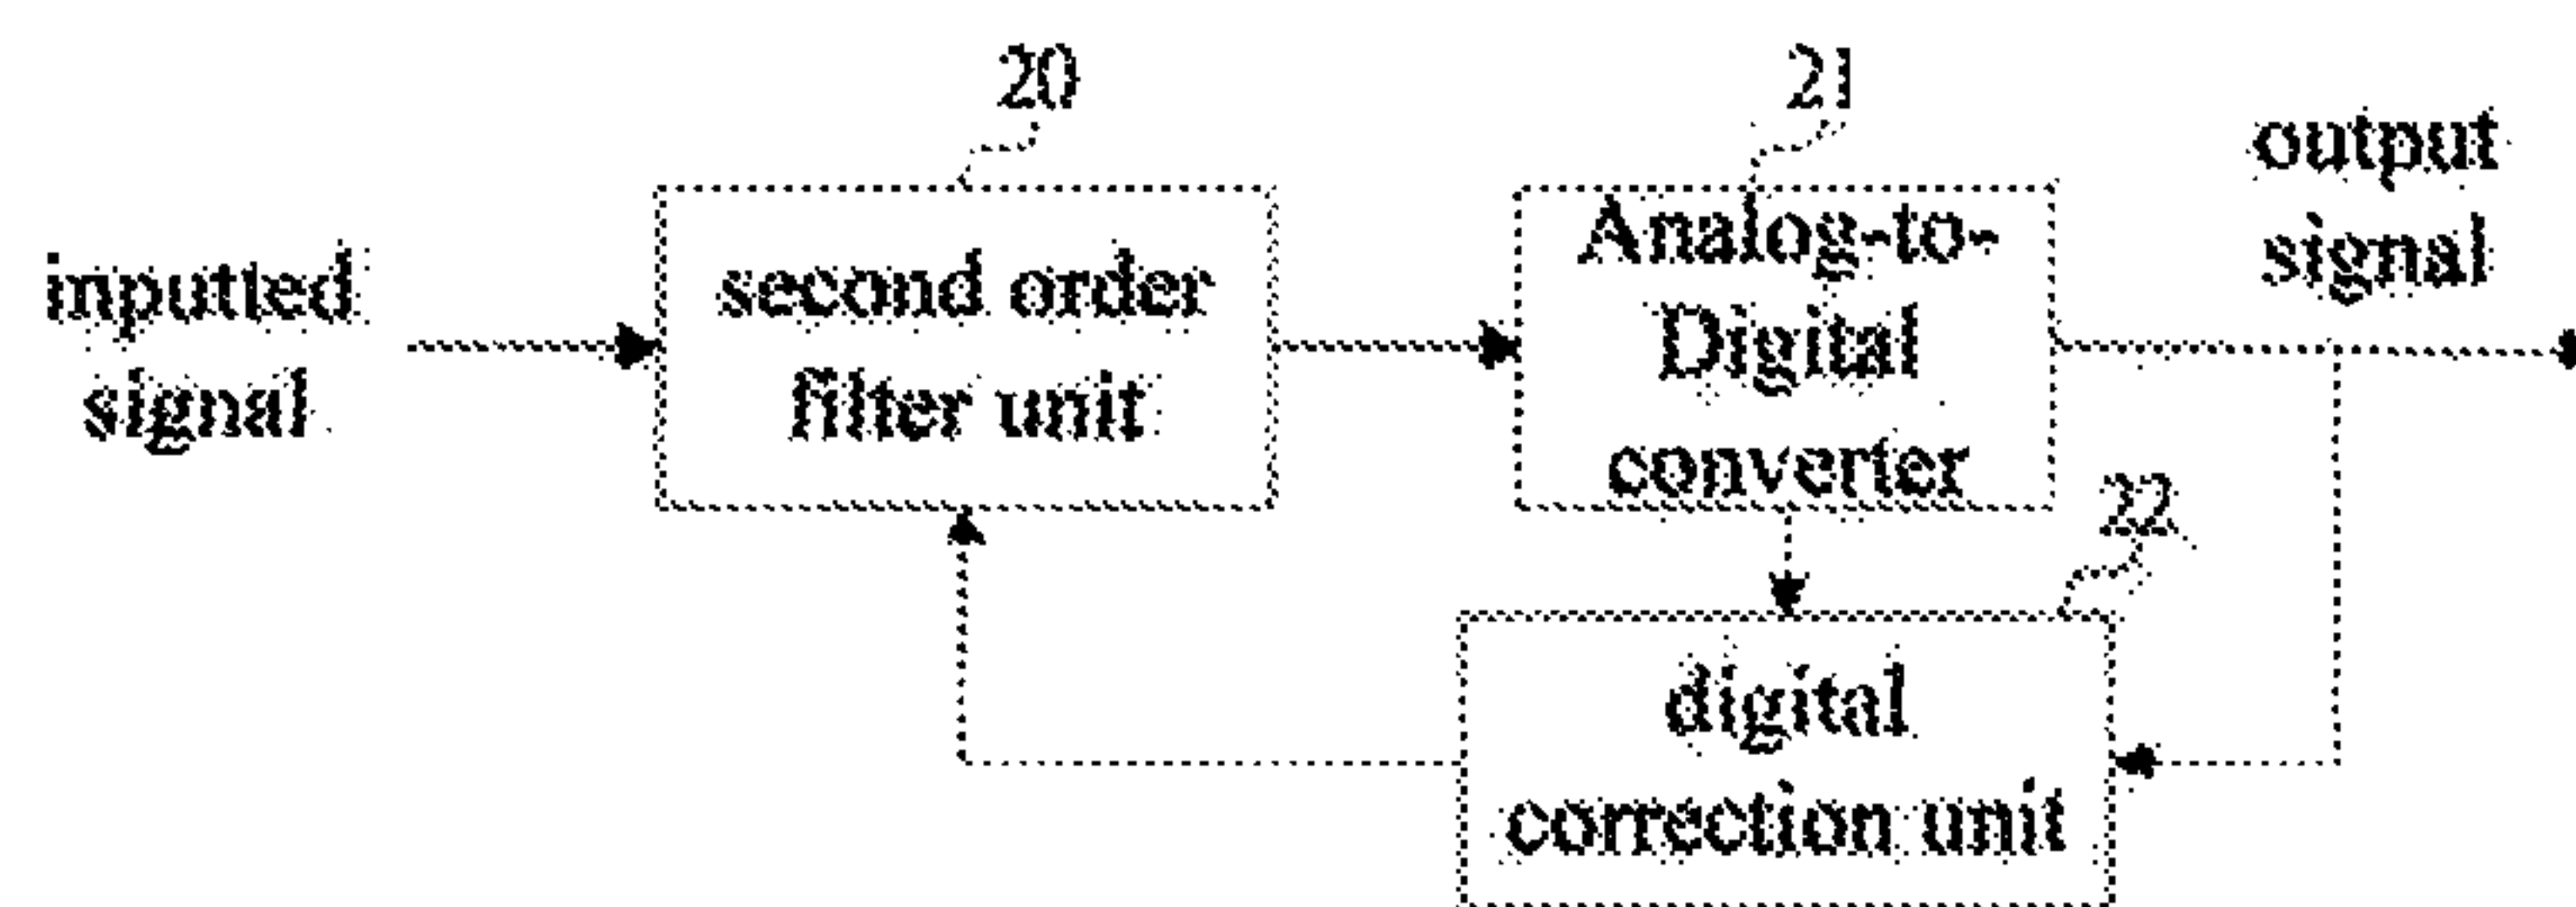 20
21
output
signal
inputted
signal
second order
filter unit
Analog-to-
Digital
converter
22
digital
correction unit